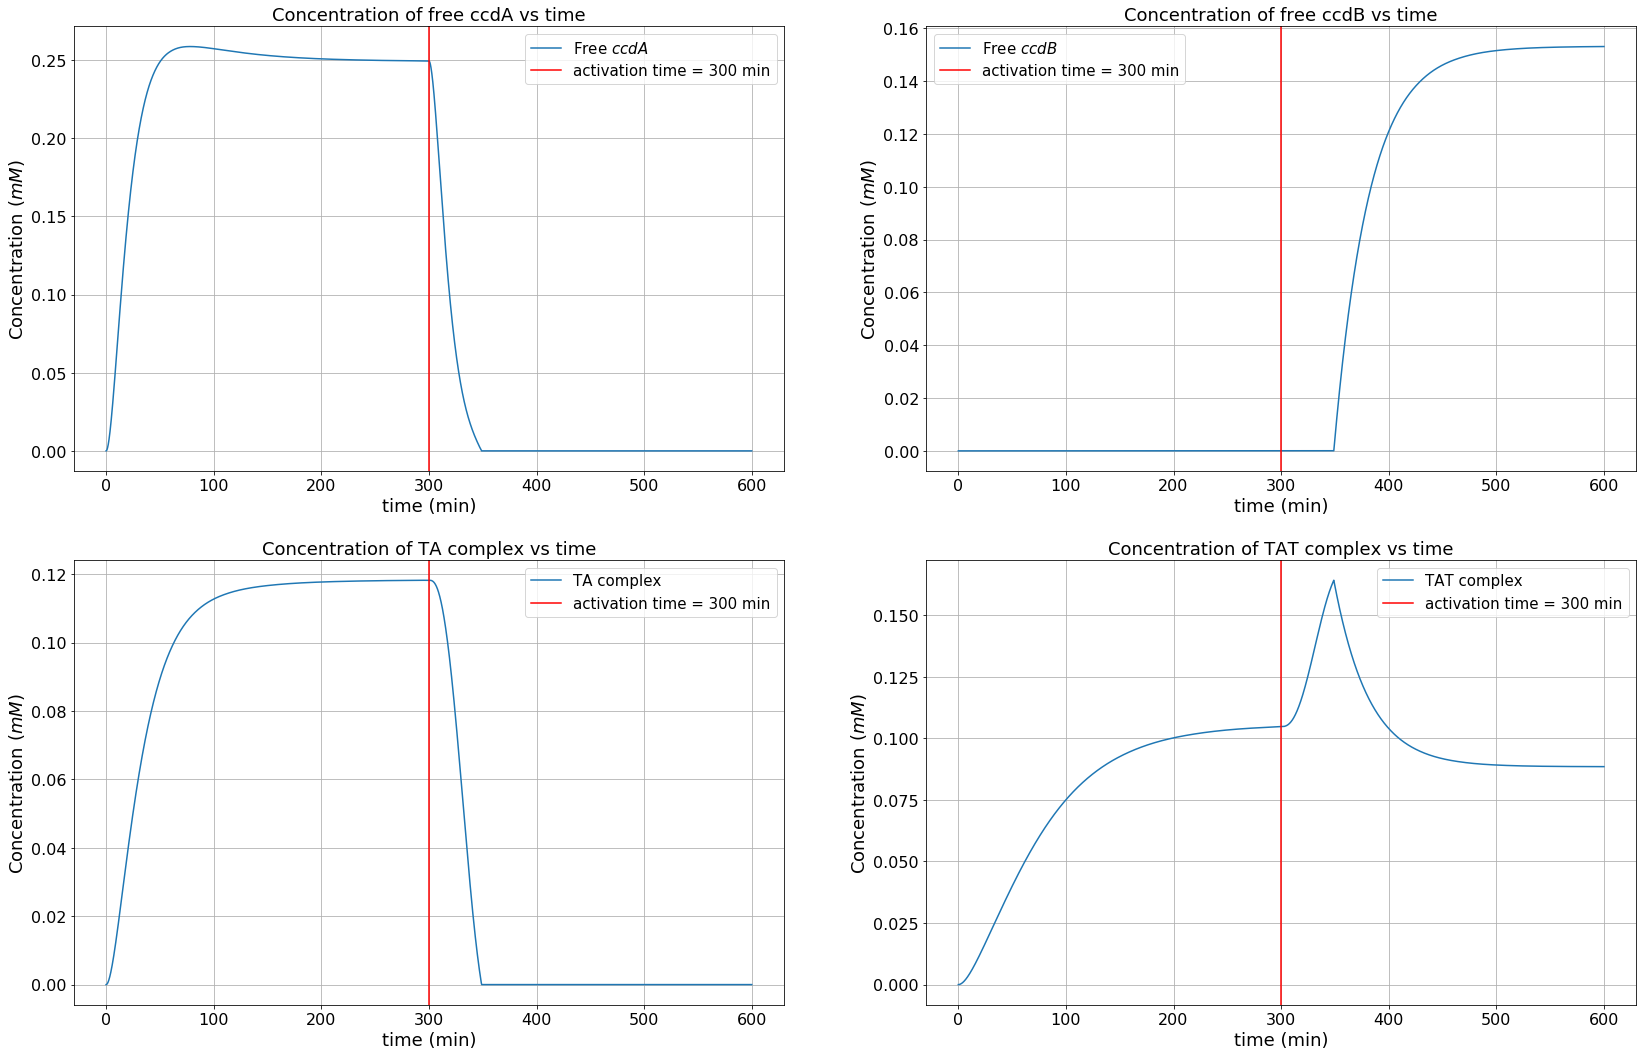 Concentration of free ccdA vs time
Free ccdA
activation time = 300 min
Concentration (mM)
0.25
0.20
0.15
0.10
0.05
0.00
0 100 200 300 400 500 600
time (min)
Concentration of free ccdB vs time
Free ccdB
activation time = 300 min
Concentration (mM)
0.16
0.14
0.12
0.10
0.08
0.06
0.04
0.02
0.00
0 100 200 300 400 500 600
time (min)
Concentration of TA complex vs time
TA complex
activation time = 300 min
Concentration (mM)
0.12
0.10
0.08
0.06
0.04
0.02
0.00
0 100 200 300 400 500 600
time (min)
Concentration of TAT complex vs time
TAT complex
activation time = 300 min
Concentration (mM)
0.150
0.125
0.100
0.075
0.050
0.025
0.000
0 100 200 300 400 500 600
time (min)